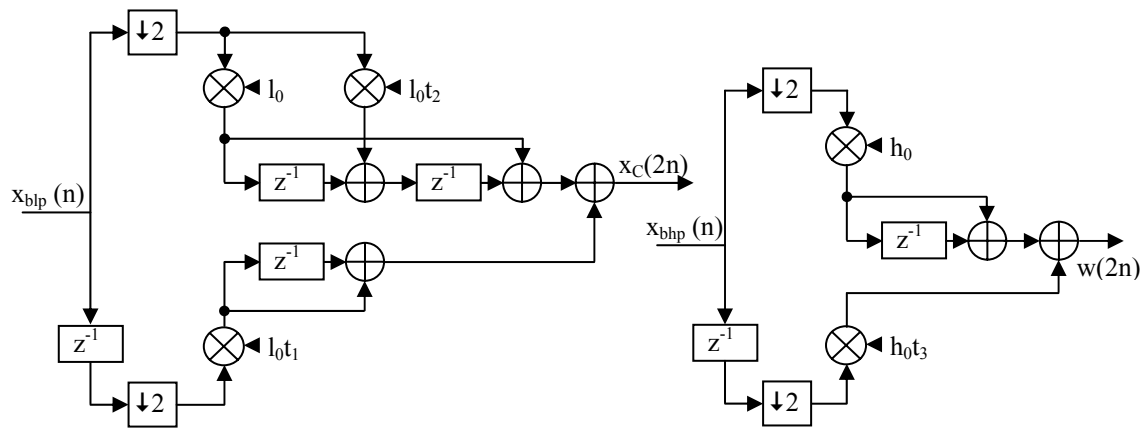 ↓2
l₀
l₀t₂
z⁻¹
z⁻¹
x_C(2n)
x_blp (n)
z⁻¹
z⁻¹
l₀t₁
↓2
↓2
h₀
x_bhp (n)
z⁻¹
w(2n)
z⁻¹
h₀t₃
↓2